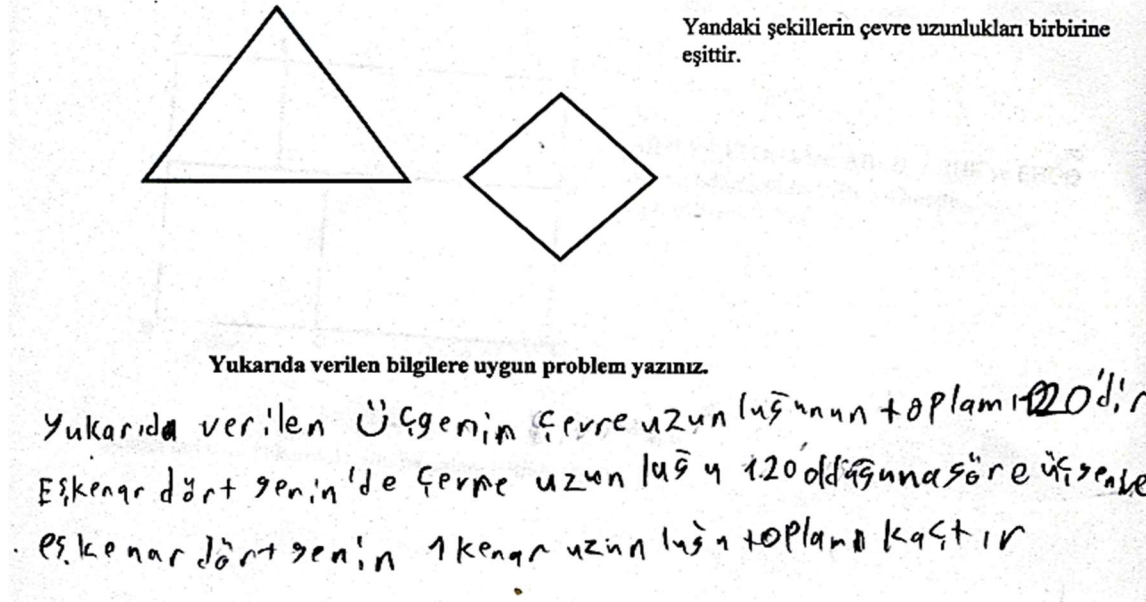 Yandaki şekillerin çevre uzunlukları birbirine
eşittir.
Yukarıda verilen bilgilere uygun problem yazınız.
Yukarıda verilen üçgenin çevre uzunluğunun toplamı 120'dir
Eşkenar dörtgenin'de çevre uzunluğu 120 olduğuna göre üçgenle
eşkenar dörtgenin 1 kenar uzunluğu toplamı kaçtır